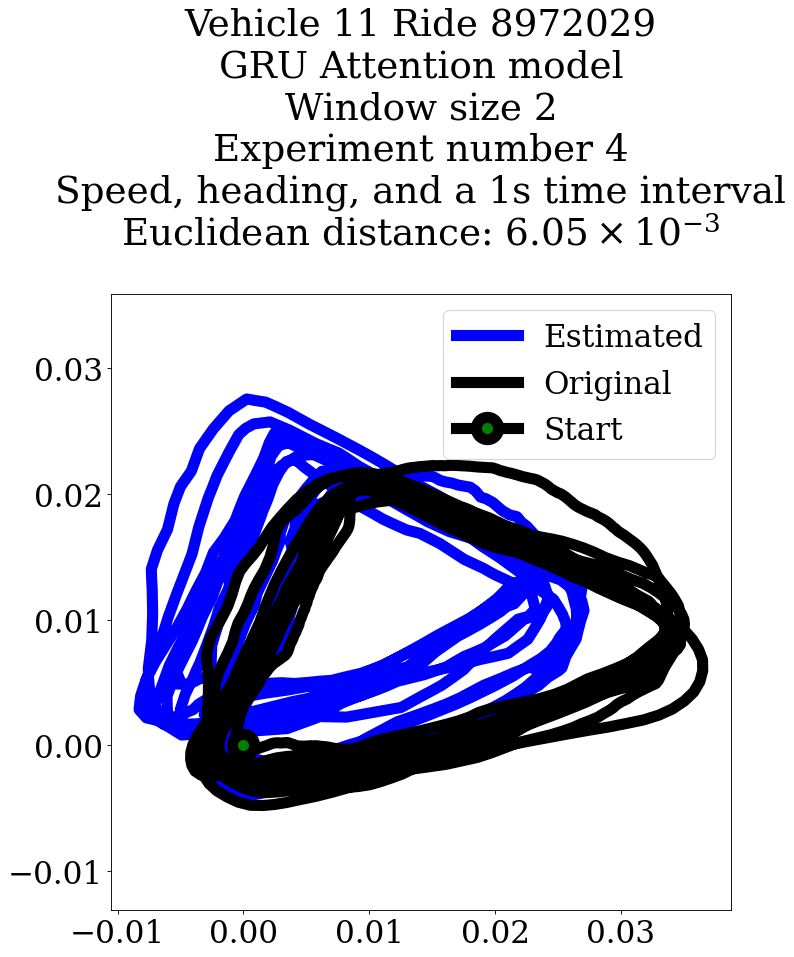 Vehicle 11 Ride 8972029
GRU Attention model
Window size 2
Experiment number 4
Speed, heading, and a 1s time interval
Euclidean distance: 6.05 × 10⁻³
Estimated
Original
Start
0.03
0.02
0.01
0.00
−0.01
−0.01 0.00 0.01 0.02 0.03